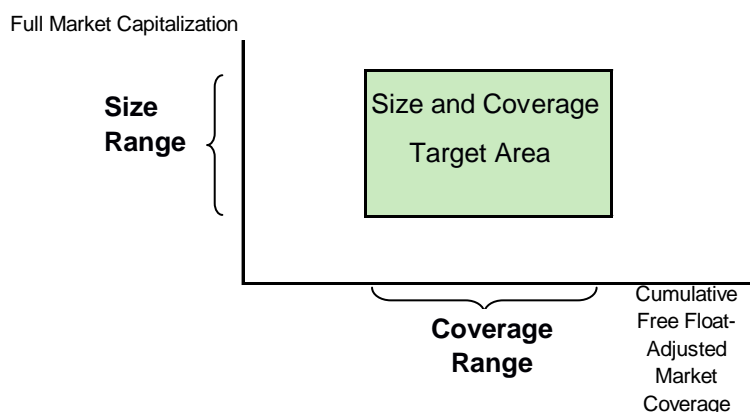 Full Market Capitalization
Size
Range
Size and Coverage
Target Area
Coverage
Range
Cumulative
Free Float-
Adjusted
Market
Coverage